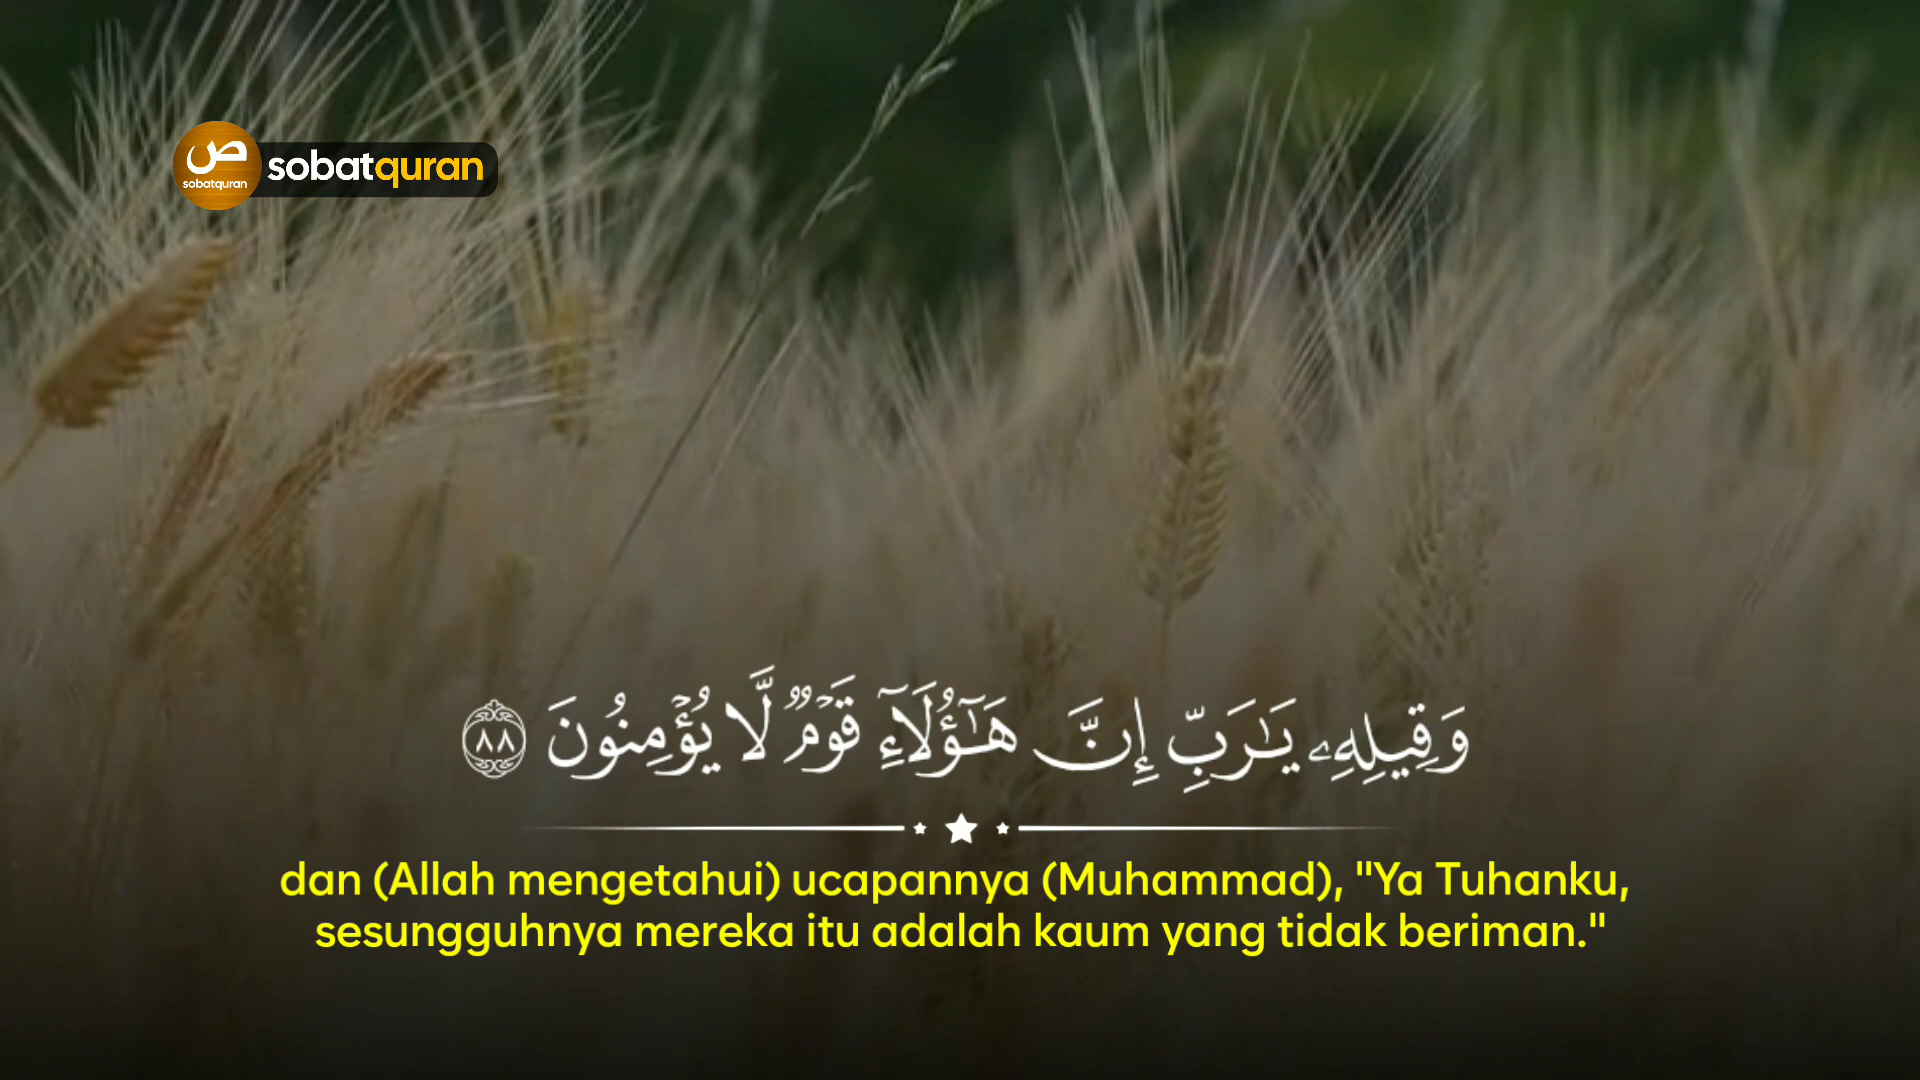 ص
sobatquran
sobatquran
وَقِيلِهِۦ يَـٰرَبِّ إِنَّ هَـٰٓؤُلَآءِ قَوْمٌ لَّا يُؤْمِنُونَ ٨٨
dan (Allah mengetahui) ucapannya (Muhammad), "Ya Tuhanku,
sesungguhnya mereka itu adalah kaum yang tidak beriman."